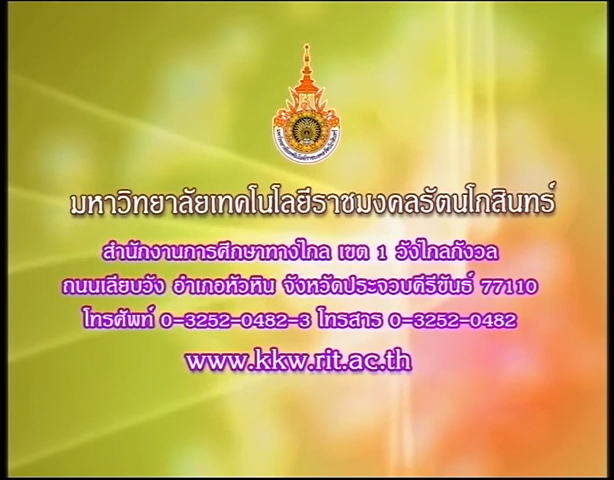 มหาวิทยาลัยเทคโนโลยีราชมงคลรัตนโกสินทร์
สำนักงานการศึกษาทางไกล เขต 1 วังไกลกังวล
ถนนเลียบวัง อำเภอหัวหิน จังหวัดประจวบคีรีขันธ์ 77110
โทรศัพท์ 0-3252-0482-3 โทรสาร 0-3252-0482
www.kkw.rit.ac.th